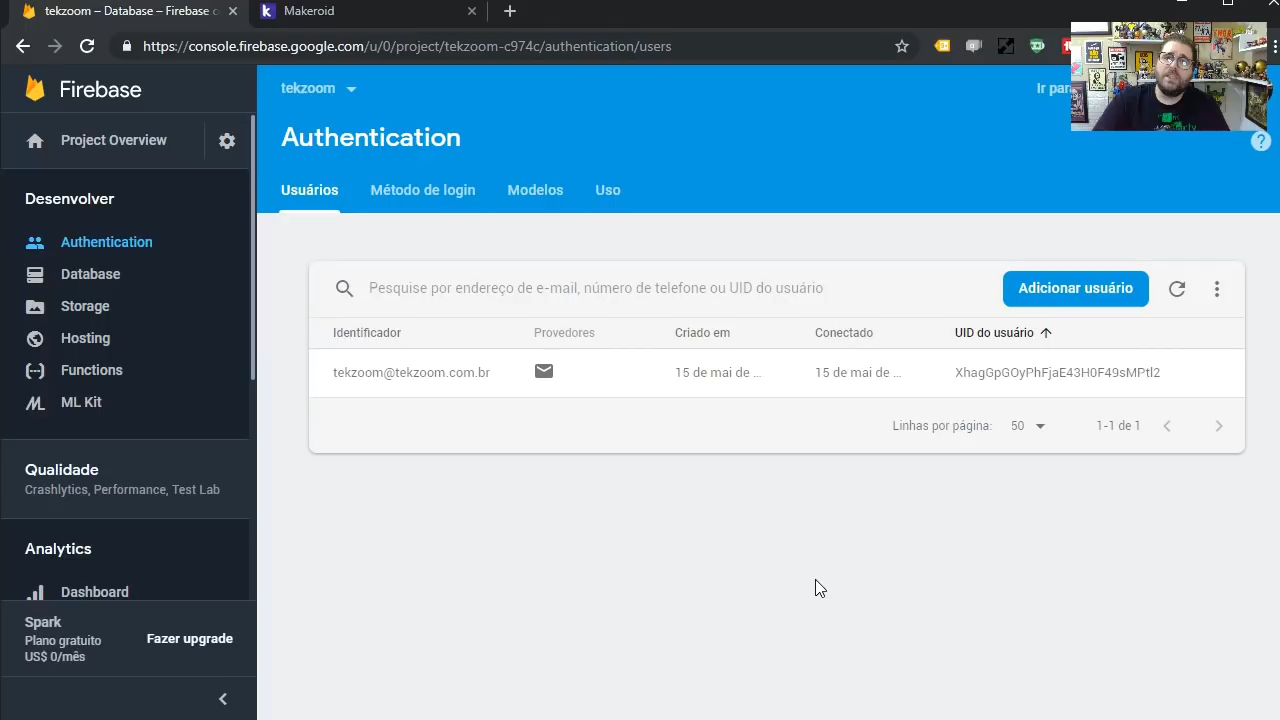 tekzoom – Database – Firebase c
Makeroid
https://console.firebase.google.com/u/0/project/tekzoom-c974c/authentication/users
Firebase
tekzoom
Ir para
Project Overview
Authentication
Usuários Método de login Modelos Uso
Desenvolver
Authentication
Database
Storage
Hosting
Functions
ML Kit
Qualidade
Crashlytics, Performance, Test Lab
Analytics
Dashboard
Spark
Plano gratuito
US$ 0/mês
Fazer upgrade
Pesquise por endereço de e-mail, número de telefone ou UID do usuário
Adicionar usuário
Identificador Provedores Criado em Conectado UID do usuário
tekzoom@tekzoom.com.br 15 de mai de ... 15 de mai de ... XhagGpGOyPhFjaE43H0F49sMPtl2
Linhas por página: 50 1-1 de 1